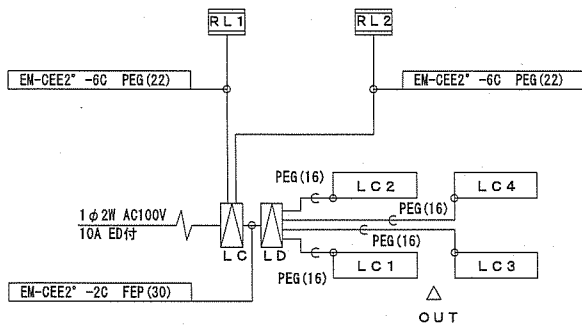 RL1
RL2
EM-CEE2° -6C PEG(22)
EM-CEE2° -6C PEG(22)
PEG(16)
LC2
LC4
1φ2W AC100V
PEG(16)
10A ED付
PEG(16)
LC
LD
PEG(16)
LC1
LC3
EM-CEE2° -2C FEP(30)
OUT